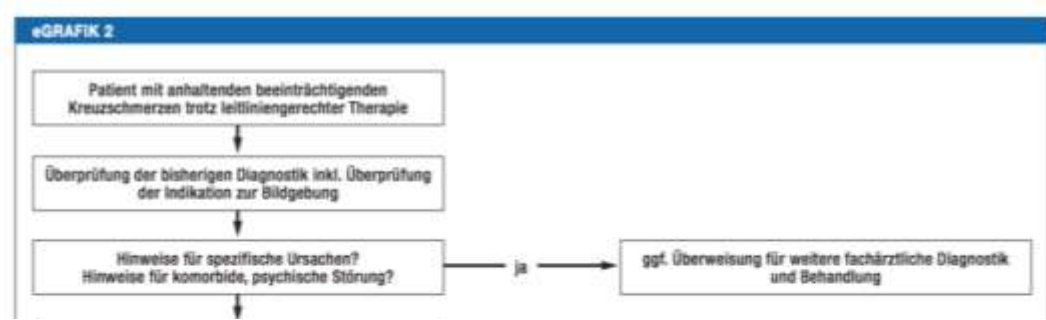 eGRAFIK 2
Patient mit anhaltenden beeinträchtigenden
Kreuzschmerzen trotz leitliniengerechter Therapie
Überprüfung der bisherigen Diagnostik inkl. Überprüfung
der Indikation zur Bildgebung
Hinweise für spezifische Ursachen?
Hinweise für komorbide, psychische Störung?
ja
ggf. Überweisung für weitere fachärztliche Diagnostik
und Behandlung